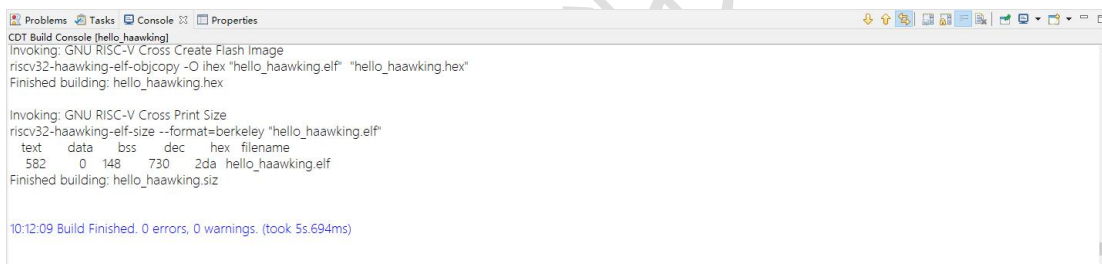 Problems Tasks Console Properties
CDT Build Console [hello_haawking]
Invoking: GNU RISC-V Cross Create Flash Image
riscv32-haawking-elf-objcopy -O ihex "hello_haawking.elf" "hello_haawking.hex"
Finished building: hello_haawking.hex
Invoking: GNU RISC-V Cross Print Size
riscv32-haawking-elf-size --format=berkeley "hello_haawking.elf"
text data bss dec hex filename
582 0 148 730 2da hello_haawking.elf
Finished building: hello_haawking.siz
10:12:09 Build Finished. 0 errors, 0 warnings. (took 5s.694ms)